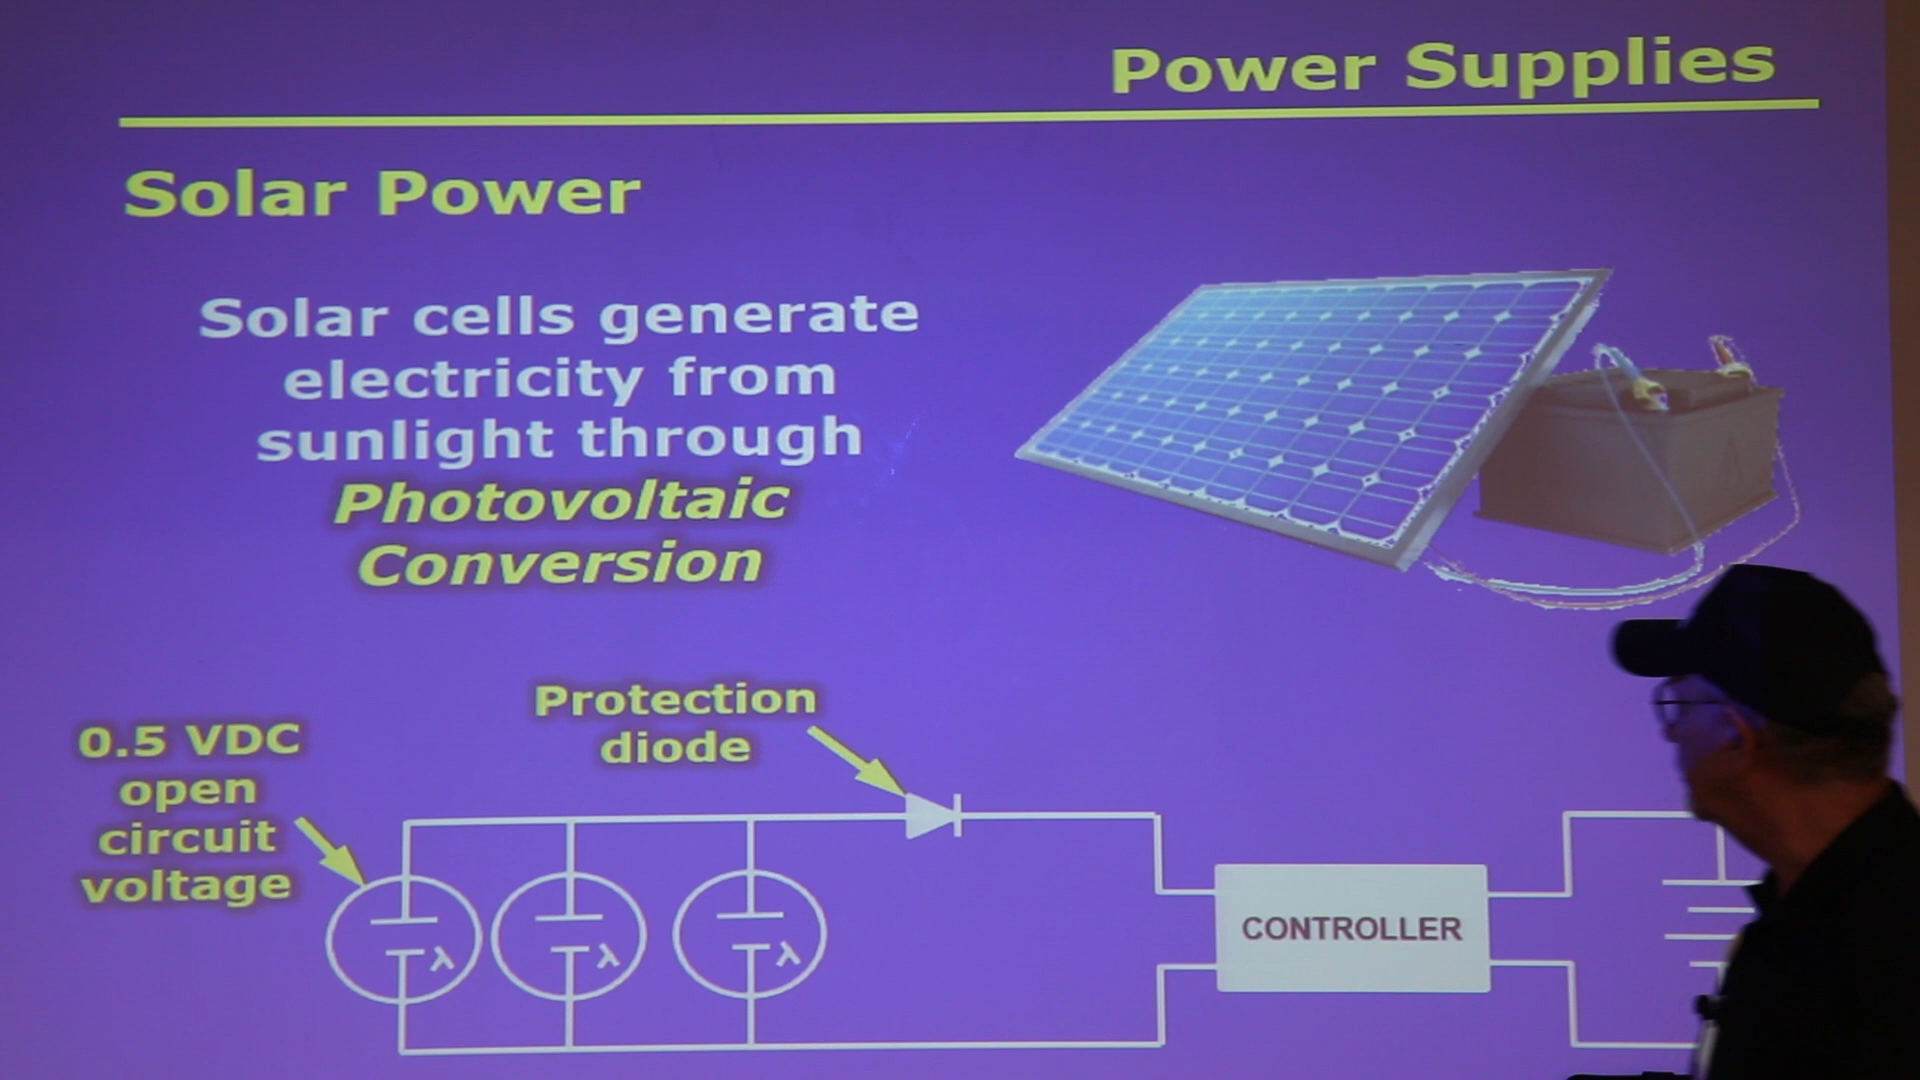 Power Supplies
Solar Power
Solar cells generate
electricity from
sunlight through
Photovoltaic
Conversion
Protection
diode
0.5 VDC
open
circuit
voltage
λ λ λ
CONTROLLER